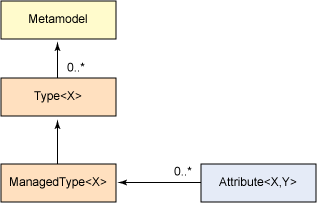 Metamodel
0..*
Type<X>
0..*
ManagedType<X>
Attribute<X,Y>